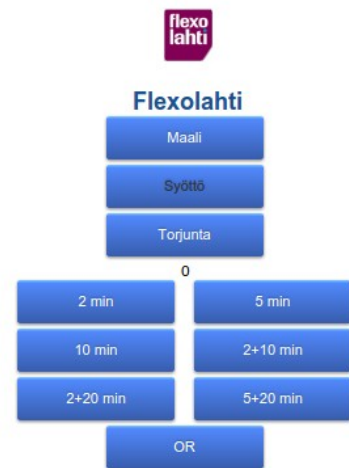 flexo
lahti
Flexolahti
Maali
Syöttö
Torjunta
0
2 min 5 min
10 min 2+10 min
2+20 min 5+20 min
OR